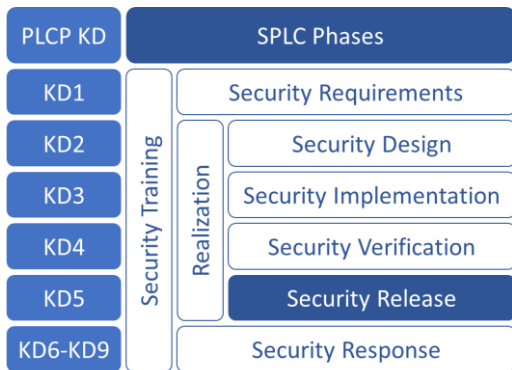 PLCP KD
SPLC Phases
KD1
Security Requirements
KD2
Security Design
KD3
Security Implementation
KD4
Security Verification
KD5
Security Release
KD6-KD9
Security Response
Security Training
Realization